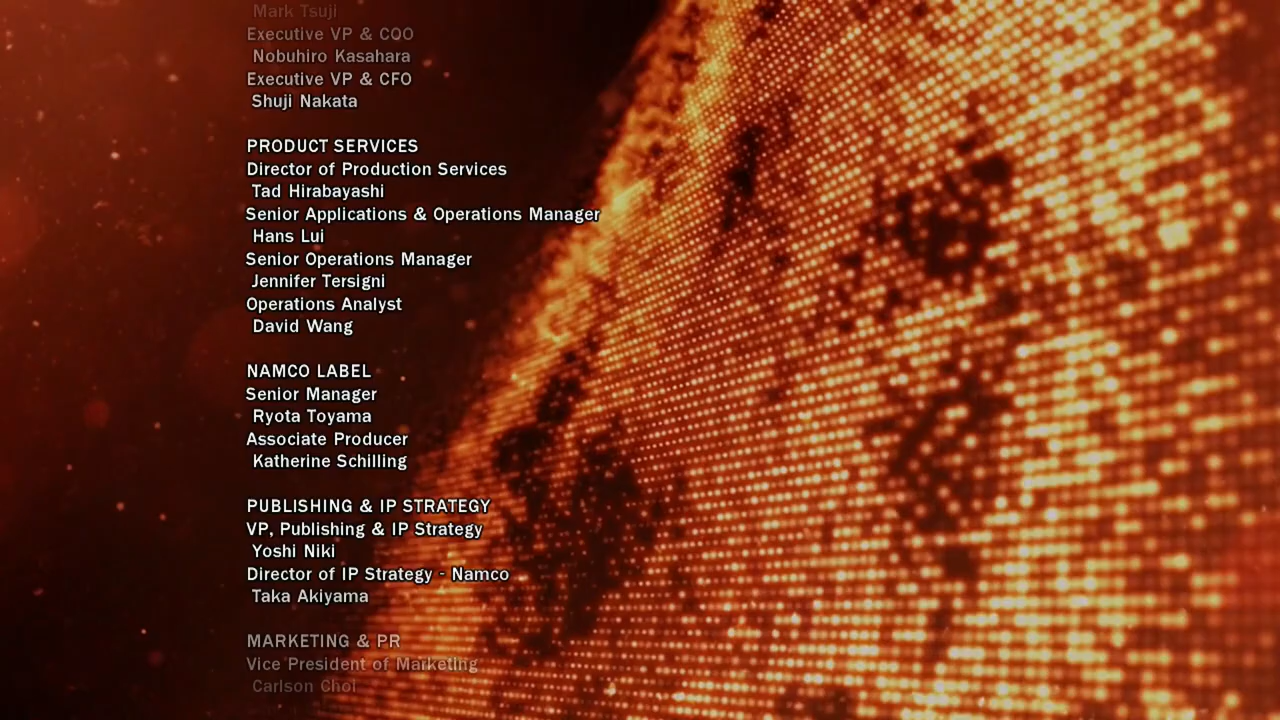 Mark Tsuji
Executive VP & COO
Nobuhiro Kasahara
Executive VP & CFO
Shuji Nakata
PRODUCT SERVICES
Director of Production Services
Tad Hirabayashi
Senior Applications & Operations Manager
Hans Lui
Senior Operations Manager
Jennifer Tersigni
Operations Analyst
David Wang
NAMCO LABEL
Senior Manager
Ryota Toyama
Associate Producer
Katherine Schilling
PUBLISHING & IP STRATEGY
VP, Publishing & IP Strategy
Yoshi Niki
Director of IP Strategy - Namco
Taka Akiyama
MARKETING & PR
Vice President of Marketing
Carlson Choi